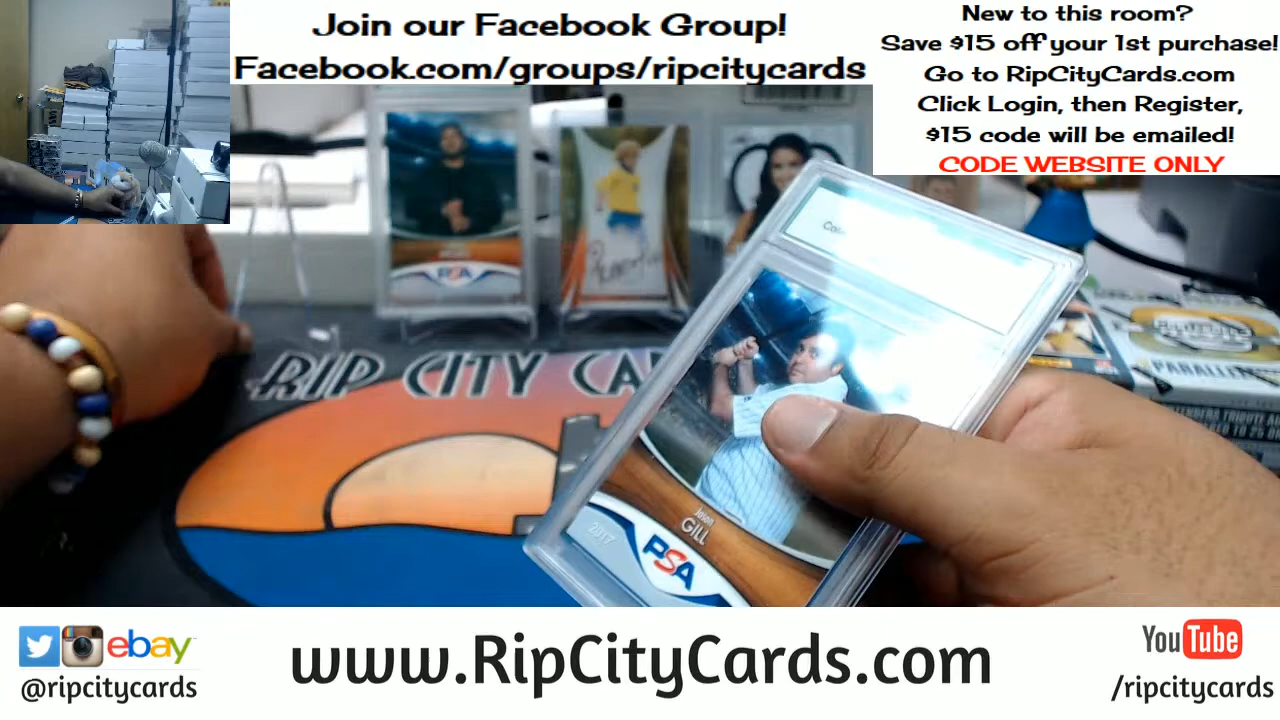 Join our Facebook Group!
Facebook.com/groups/ripcitycards
New to this room?
Save $15 off your 1st purchase!
Go to RipCityCards.com
Click Login, then Register,
$15 code will be emailed!
CODE WEBSITE ONLY
PSA
RIP CITY CA
Jason
GILL
2017
PSA
PARALLEL
www.RipCityCards.com
ebay
@ripcitycards
YouTube
/ripcitycards